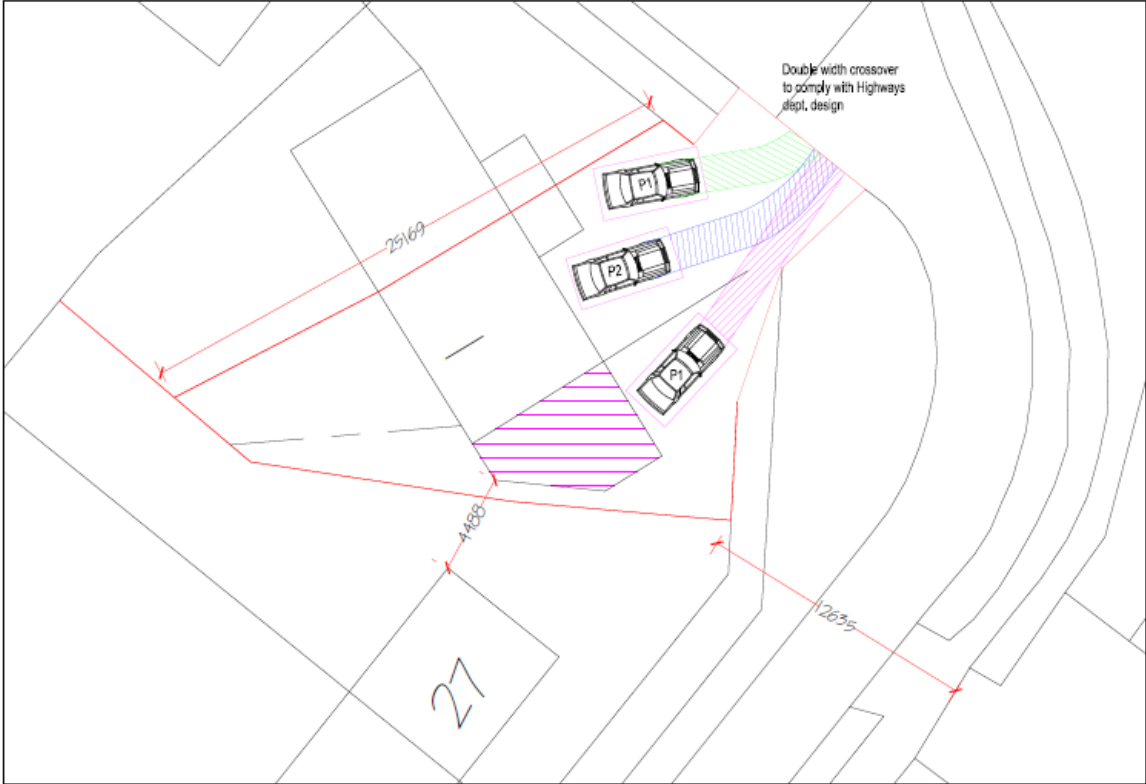 Double width crossover
to comply with Highways
dept. design
P1
25169
P2
P1
4488
12635
27